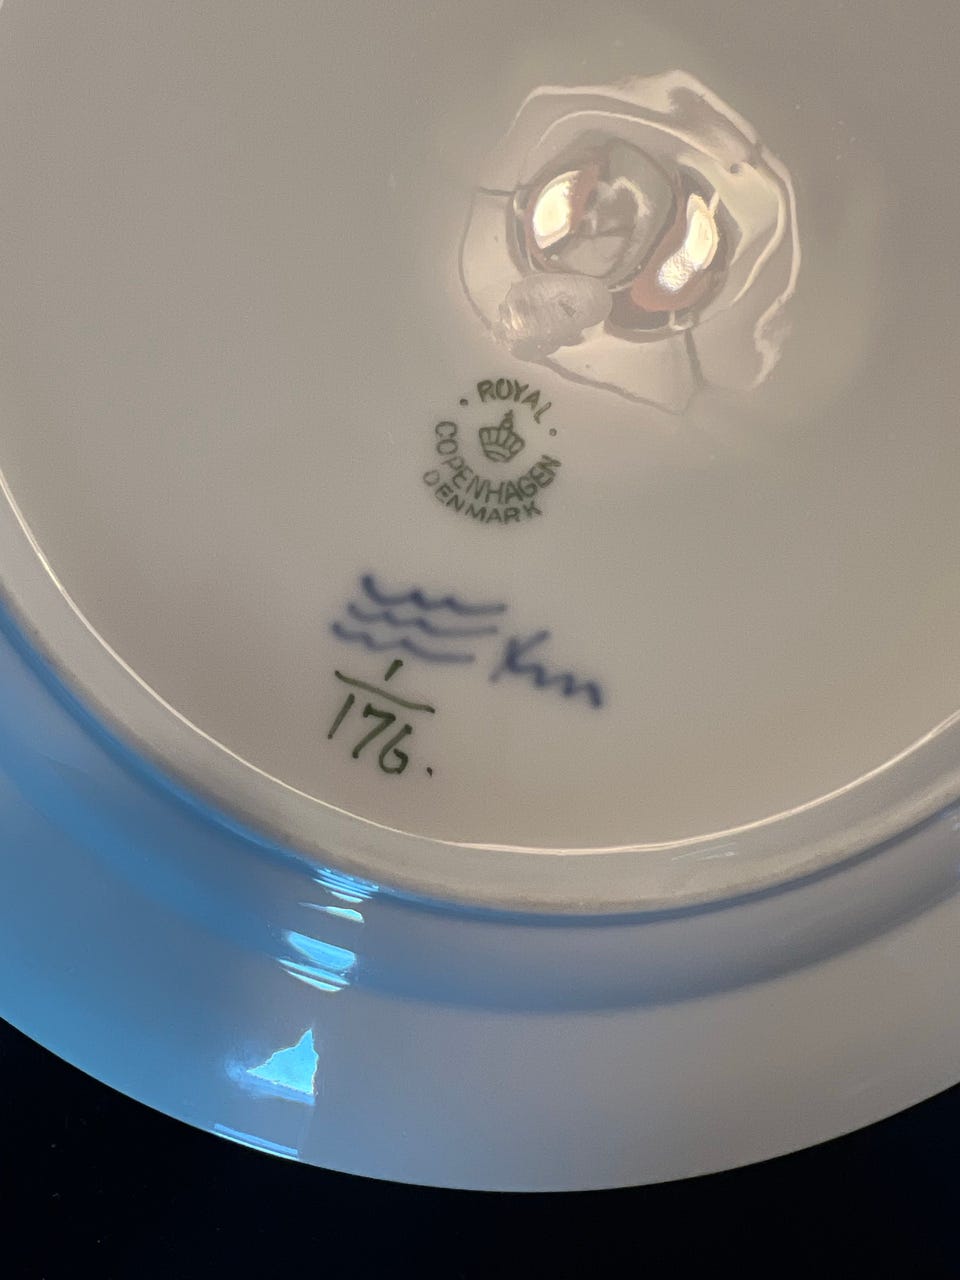 ROYAL
COPENHAGEN
DENMARK
1
176.